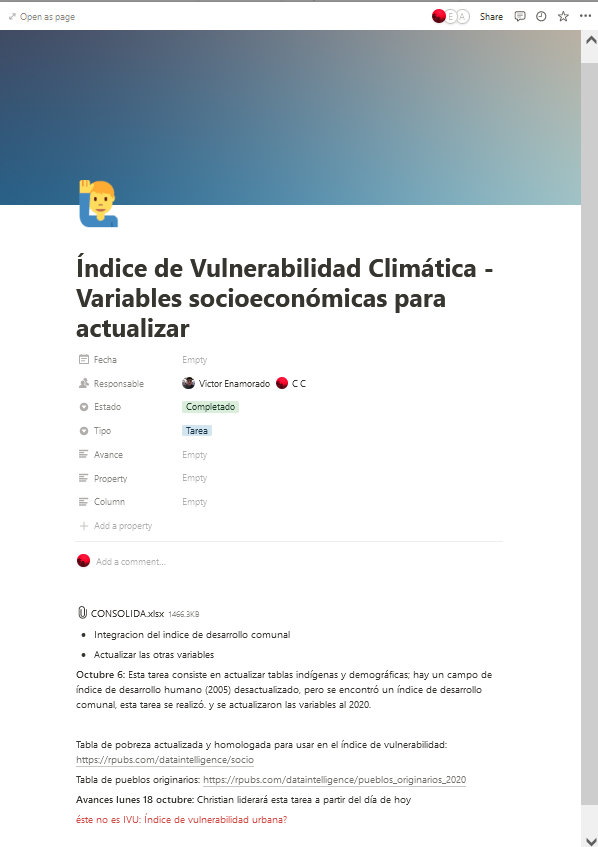 Open as page
E A Share
Índice de Vulnerabilidad Climática -
Variables socioeconómicas para
actualizar
Fecha Empty
Responsable Victor Enamorado C C
Estado Completado
Tipo Tarea
Avance Empty
Property Empty
Column Empty
Add a property
Add a comment...
CONSOLIDA.xlsx 1466.3KB
Integracion del indice de desarrollo comunal
Actualizar las otras variables
Octubre 6: Esta tarea consiste en actualizar tablas indígenas y demográficas; hay un campo de
índice de desarrollo humano (2005) desactualizado, pero se encontró un índice de desarrollo
comunal, esta tarea se realizó. y se actualizaron las variables al 2020.
Tabla de pobreza actualizada y homologada para usar en el índice de vulnerabilidad:
https://rpubs.com/dataintelligence/socio
Tabla de pueblos originarios: https://rpubs.com/dataintelligence/pueblos_originarios_2020
Avances lunes 18 octubre: Christian liderará esta tarea a partir del día de hoy
éste no es IVU: Índice de vulnerabilidad urbana?